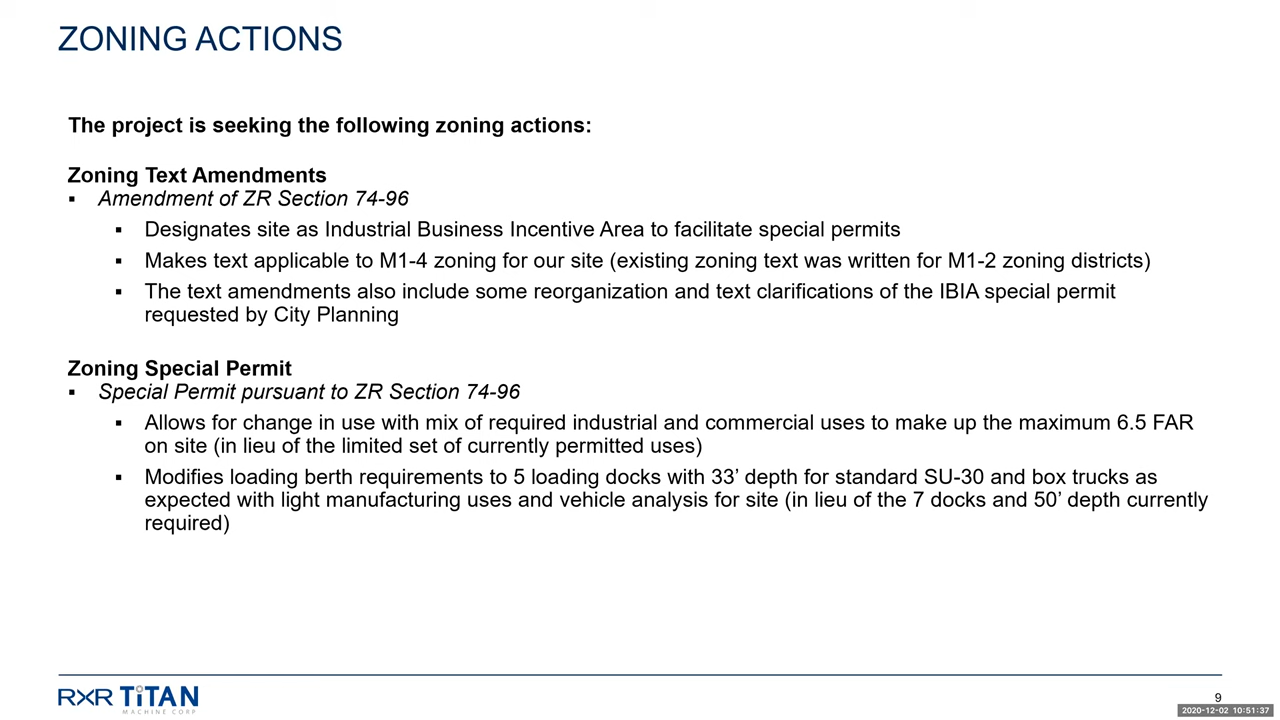 ZONING ACTIONS
The project is seeking the following zoning actions:
Zoning Text Amendments
▪ Amendment of ZR Section 74-96
▪ Designates site as Industrial Business Incentive Area to facilitate special permits
▪ Makes text applicable to M1-4 zoning for our site (existing zoning text was written for M1-2 zoning districts)
▪ The text amendments also include some reorganization and text clarifications of the IBIA special permit
requested by City Planning
Zoning Special Permit
▪ Special Permit pursuant to ZR Section 74-96
▪ Allows for change in use with mix of required industrial and commercial uses to make up the maximum 6.5 FAR
on site (in lieu of the limited set of currently permitted uses)
▪ Modifies loading berth requirements to 5 loading docks with 33’ depth for standard SU-30 and box trucks as
expected with light manufacturing uses and vehicle analysis for site (in lieu of the 7 docks and 50’ depth currently
required)
RXR TiTAN
MACHINE CORP
9
2020-12-02 10:51:37